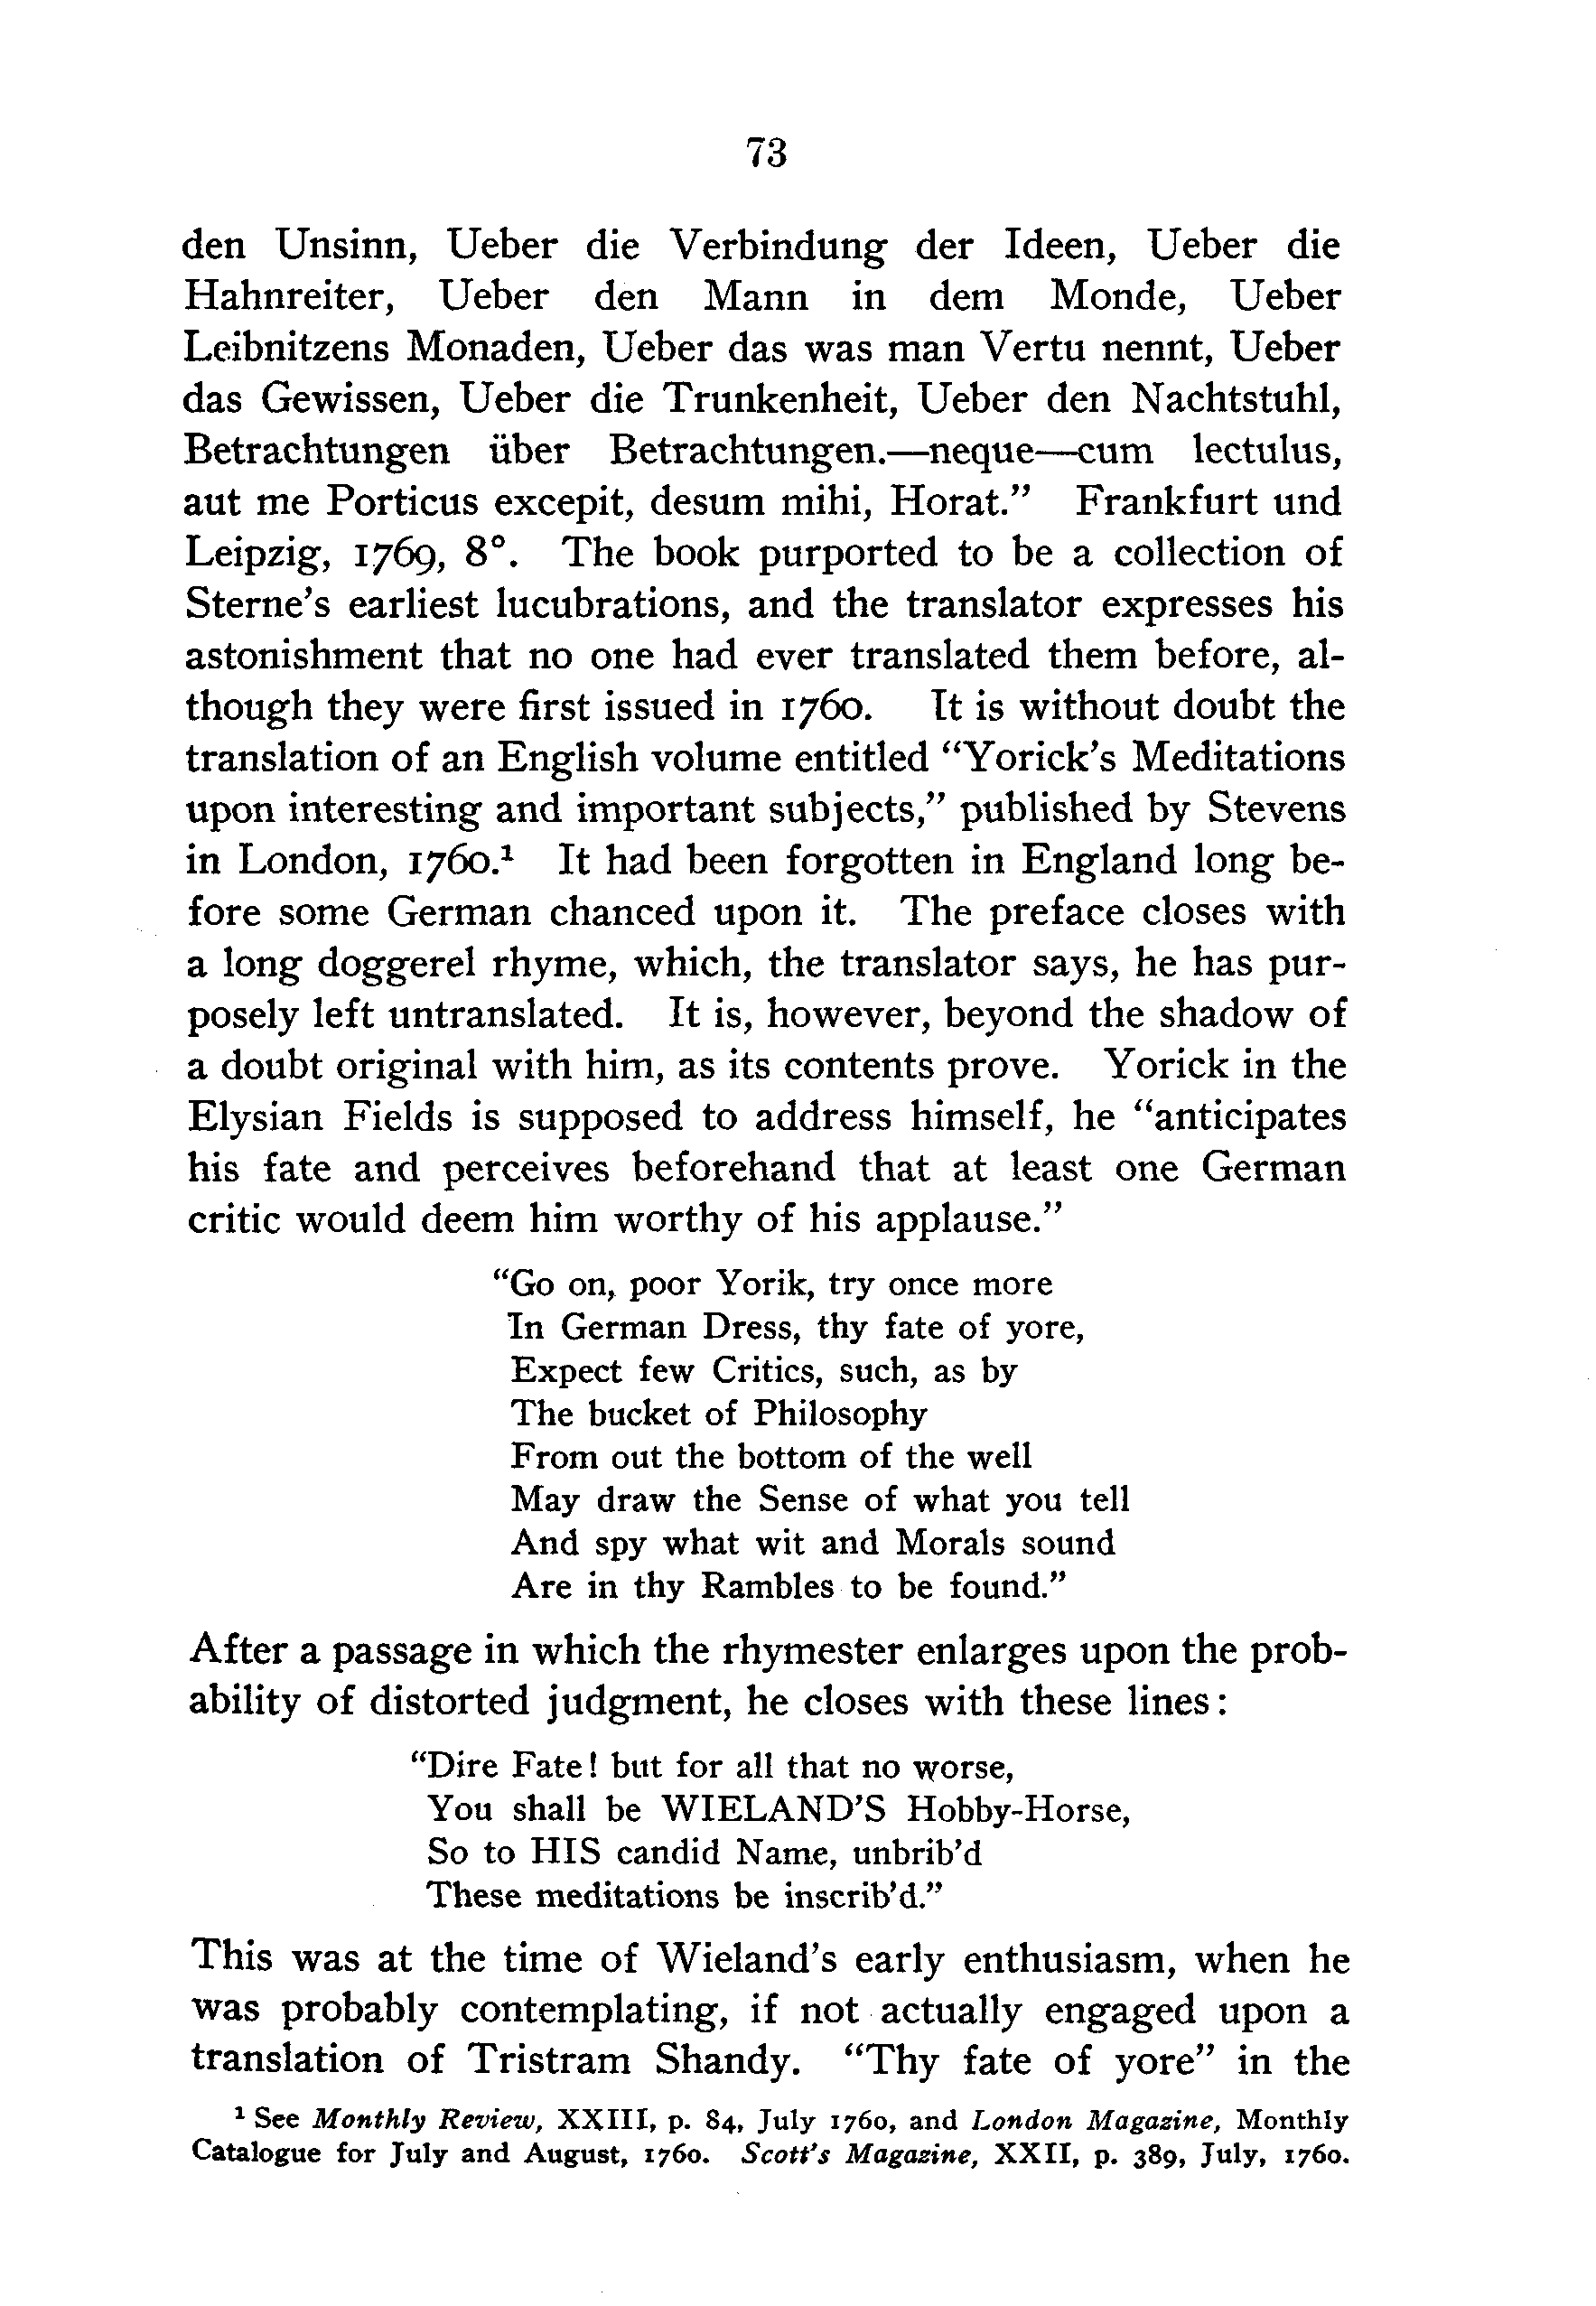 73
den Unsinn, Ueber die Verbindung der Ideen, Ueber die
Hahnreiter, Ueber den Mann in dem Monde, Ueber
Leibnitzens Monaden, Ueber das was man Vertu nennt, Ueber
das Gewissen, Ueber die Trunkenheit, Ueber den Nachtstuhl,
Betrachtungen über Betrachtungen.—neque—cum lectulus,
aut me Porticus excepit, desum mihi, Horat.” Frankfurt und
Leipzig, 1769, 8°. The book purported to be a collection of
Sterne’s earliest lucubrations, and the translator expresses his
astonishment that no one had ever translated them before, al-
though they were first issued in 1760. It is without doubt the
translation of an English volume entitled “Yorick’s Meditations
upon interesting and important subjects,” published by Stevens
in London, 1760.¹ It had been forgotten in England long be-
fore some German chanced upon it. The preface closes with
a long doggerel rhyme, which, the translator says, he has pur-
posely left untranslated. It is, however, beyond the shadow of
a doubt original with him, as its contents prove. Yorick in the
Elysian Fields is supposed to address himself, he “anticipates
his fate and perceives beforehand that at least one German
critic would deem him worthy of his applause.”
“Go on, poor Yorik, try once more
In German Dress, thy fate of yore,
Expect few Critics, such, as by
The bucket of Philosophy
From out the bottom of the well
May draw the Sense of what you tell
And spy what wit and Morals sound
Are in thy Rambles to be found.”
After a passage in which the rhymester enlarges upon the prob-
ability of distorted judgment, he closes with these lines:
“Dire Fate! but for all that no worse,
You shall be WIELAND’S Hobby-Horse,
So to HIS candid Name, unbrib’d
These meditations be inscrib’d.”
This was at the time of Wieland’s early enthusiasm, when he
was probably contemplating, if not actually engaged upon a
translation of Tristram Shandy. “Thy fate of yore” in the
¹ See Monthly Review, XXIII, p. 84, July 1760, and London Magazine, Monthly
Catalogue for July and August, 1760. Scott’s Magazine, XXII, p. 389, July, 1760.